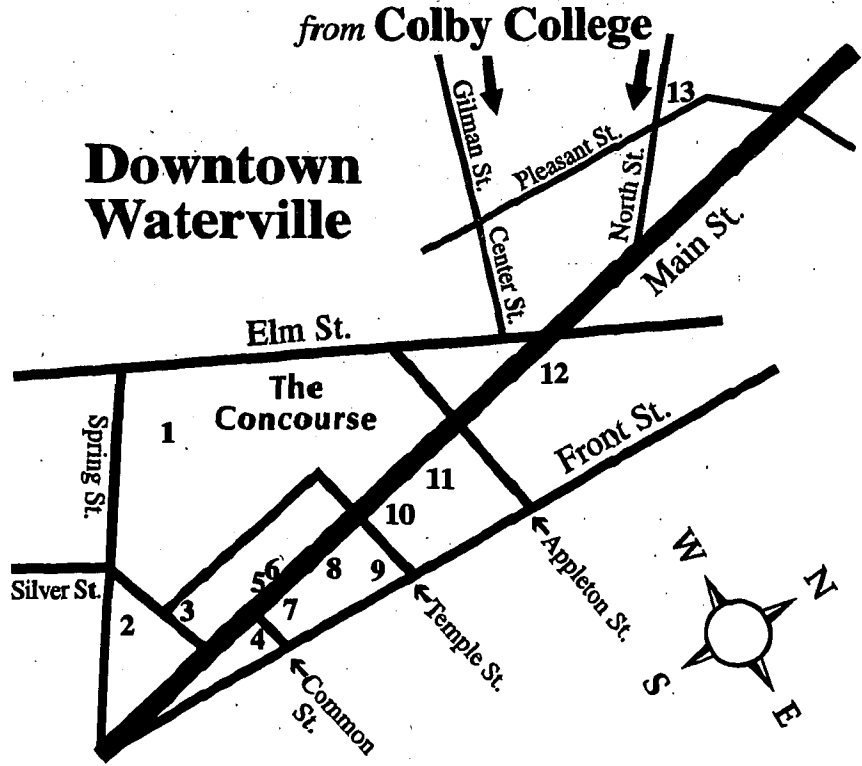 from Colby College
Gilman St.
13
Pleasant St.
Downtown
Waterville
North St.
Center St.
Main St.
Elm St.
The
Concourse
12
1
Spring St.
Front St.
11
10
Silver St.
5
6
8
9
←Appleton St.
2
3
7
4
←Temple St.
←Common
St.
W
N
S
E